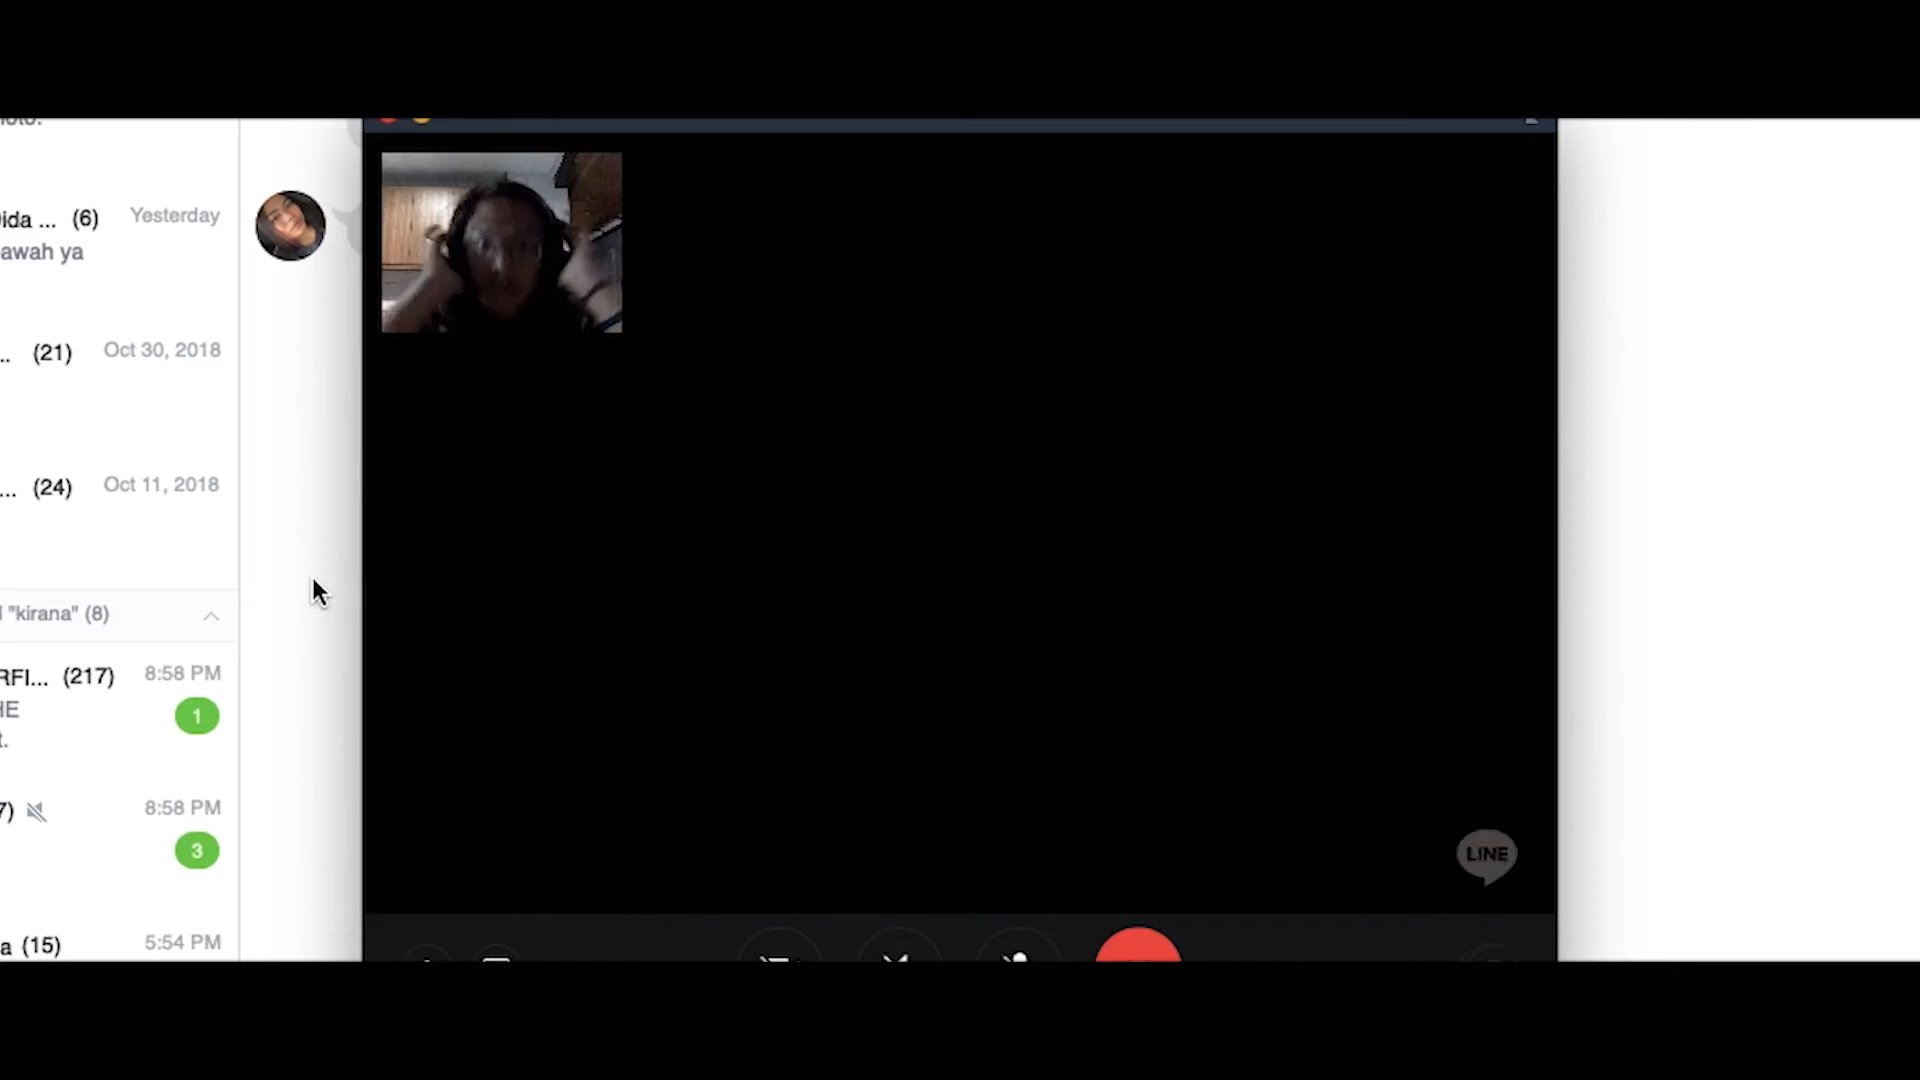 ida ... (6) Yesterday
awah ya
... (21) Oct 30, 2018
... (24) Oct 11, 2018
"kirana" (8)
RFI... (217) 8:58 PM
HE
1
t.
7) 8:58 PM
3
a (15) 5:54 PM
LINE